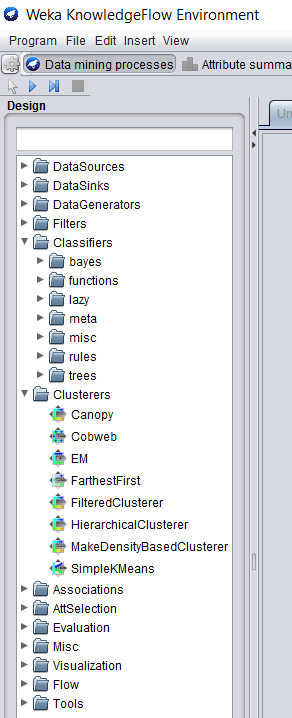 Weka KnowledgeFlow Environment
Program File Edit Insert View
Data mining processes Attribute summa
Design
Un
DataSources
DataSinks
DataGenerators
Filters
Classifiers
bayes
functions
lazy
meta
misc
rules
trees
Clusterers
Canopy
Cobweb
EM
FarthestFirst
FilteredClusterer
HierarchicalClusterer
MakeDensityBasedClusterer
SimpleKMeans
Associations
AttSelection
Evaluation
Misc
Visualization
Flow
Tools